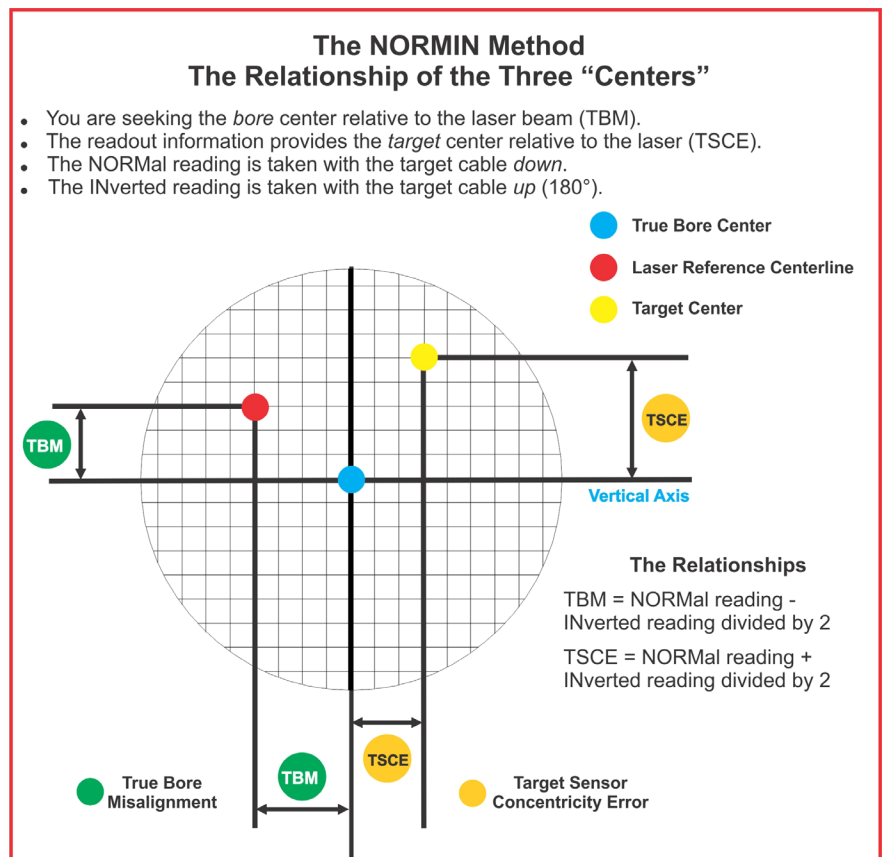 The NORMIN Method
The Relationship of the Three “Centers”
• You are seeking the bore center relative to the laser beam (TBM).
• The readout information provides the target center relative to the laser (TSCE).
• The NORMal reading is taken with the target cable down.
• The INverted reading is taken with the target cable up (180°).
True Bore Center
Laser Reference Centerline
Target Center
TBM
TSCE
Vertical Axis
The Relationships
TBM = NORMal reading -
INverted reading divided by 2
TSCE = NORMal reading +
INverted reading divided by 2
TSCE
TBM
True Bore
Misalignment
Target Sensor
Concentricity Error